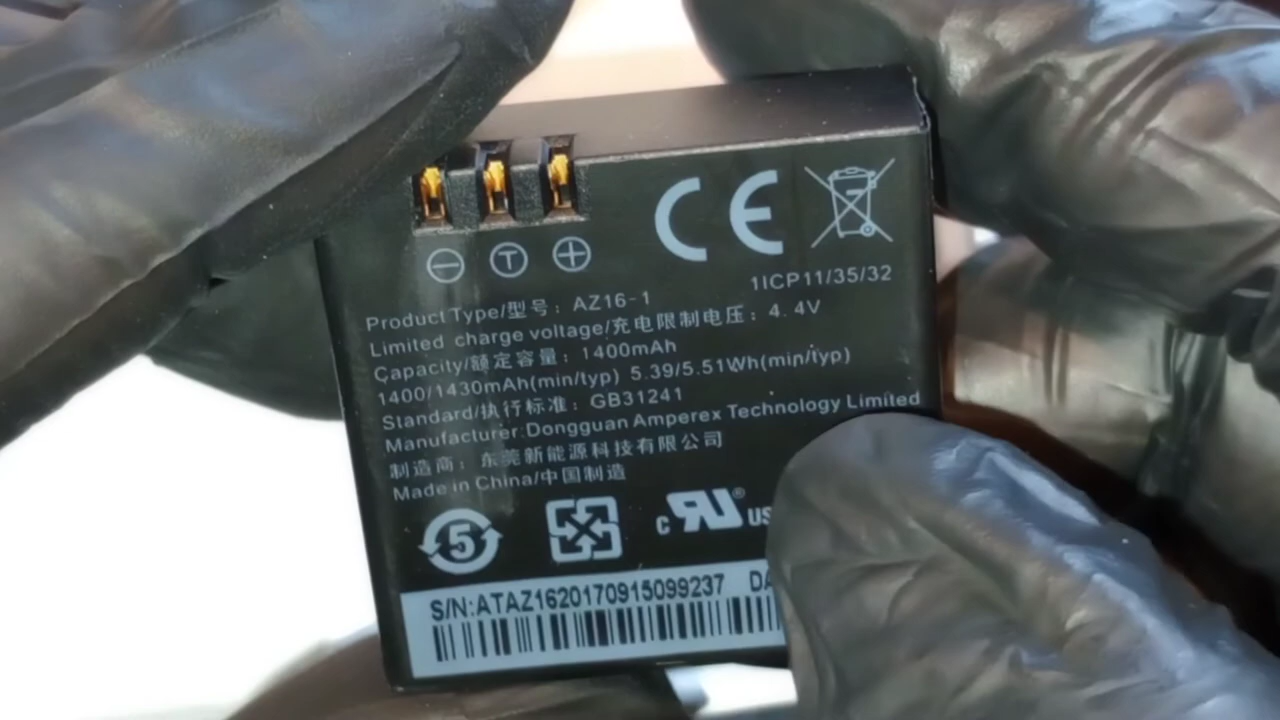 CE
⊖ Ⓣ ⊕
1ICP11/35/32
Product Type/型号：AZ16-1
Limited charge voltage/充电限制电压：4.4V
Capacity/额定容量：1400mAh
1400/1430mAh(min/typ) 5.39/5.51Wh(min/typ)
Standard/执行标准：GB31241
Manufacturer:Dongguan Amperex Technology Limited
制造商：东莞新能源科技有限公司
Made in China/中国制造
5
c RU® US
S/N:ATAZ1620170915099237